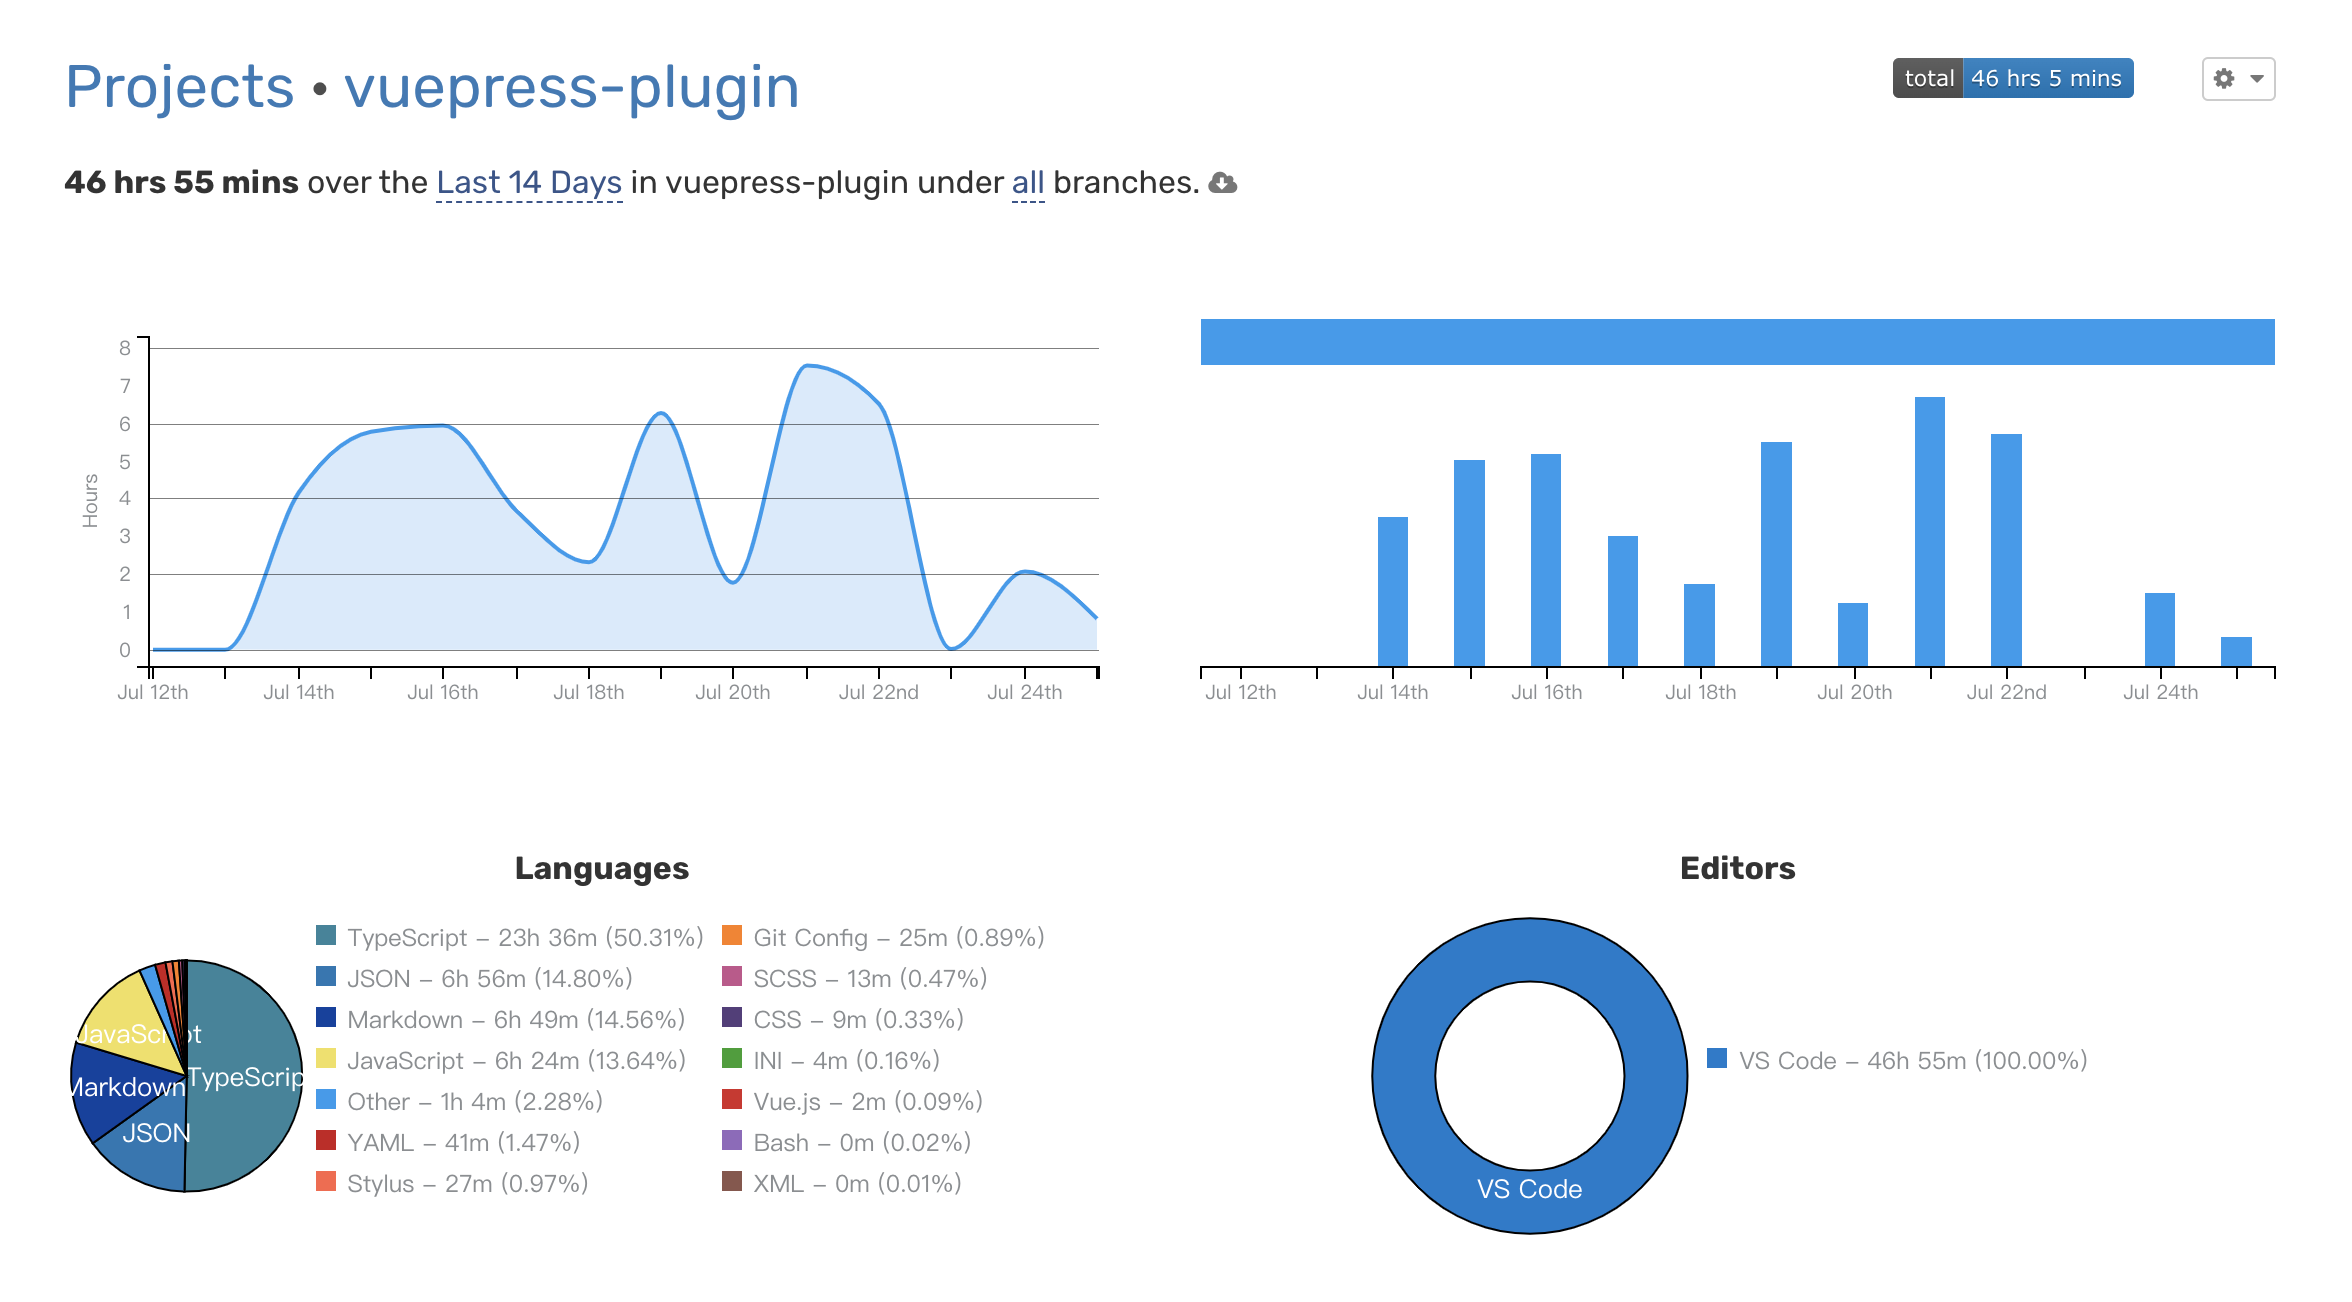 Projects • vuepress-plugin
total 46 hrs 5 mins
46 hrs 55 mins over the Last 14 Days in vuepress-plugin under all branches.
Hours
8
7
6
5
4
3
2
1
0
Jul 12th Jul 14th Jul 16th Jul 18th Jul 20th Jul 22nd Jul 24th
Jul 12th Jul 14th Jul 16th Jul 18th Jul 20th Jul 22nd Jul 24th
Languages
JavaScript
Markdown
TypeScrip
JSON
TypeScript – 23h 36m (50.31%)
JSON – 6h 56m (14.80%)
Markdown – 6h 49m (14.56%)
JavaScript – 6h 24m (13.64%)
Other – 1h 4m (2.28%)
YAML – 41m (1.47%)
Stylus – 27m (0.97%)
Git Config – 25m (0.89%)
SCSS – 13m (0.47%)
CSS – 9m (0.33%)
INI – 4m (0.16%)
Vue.js – 2m (0.09%)
Bash – 0m (0.02%)
XML – 0m (0.01%)
Editors
VS Code
VS Code – 46h 55m (100.00%)